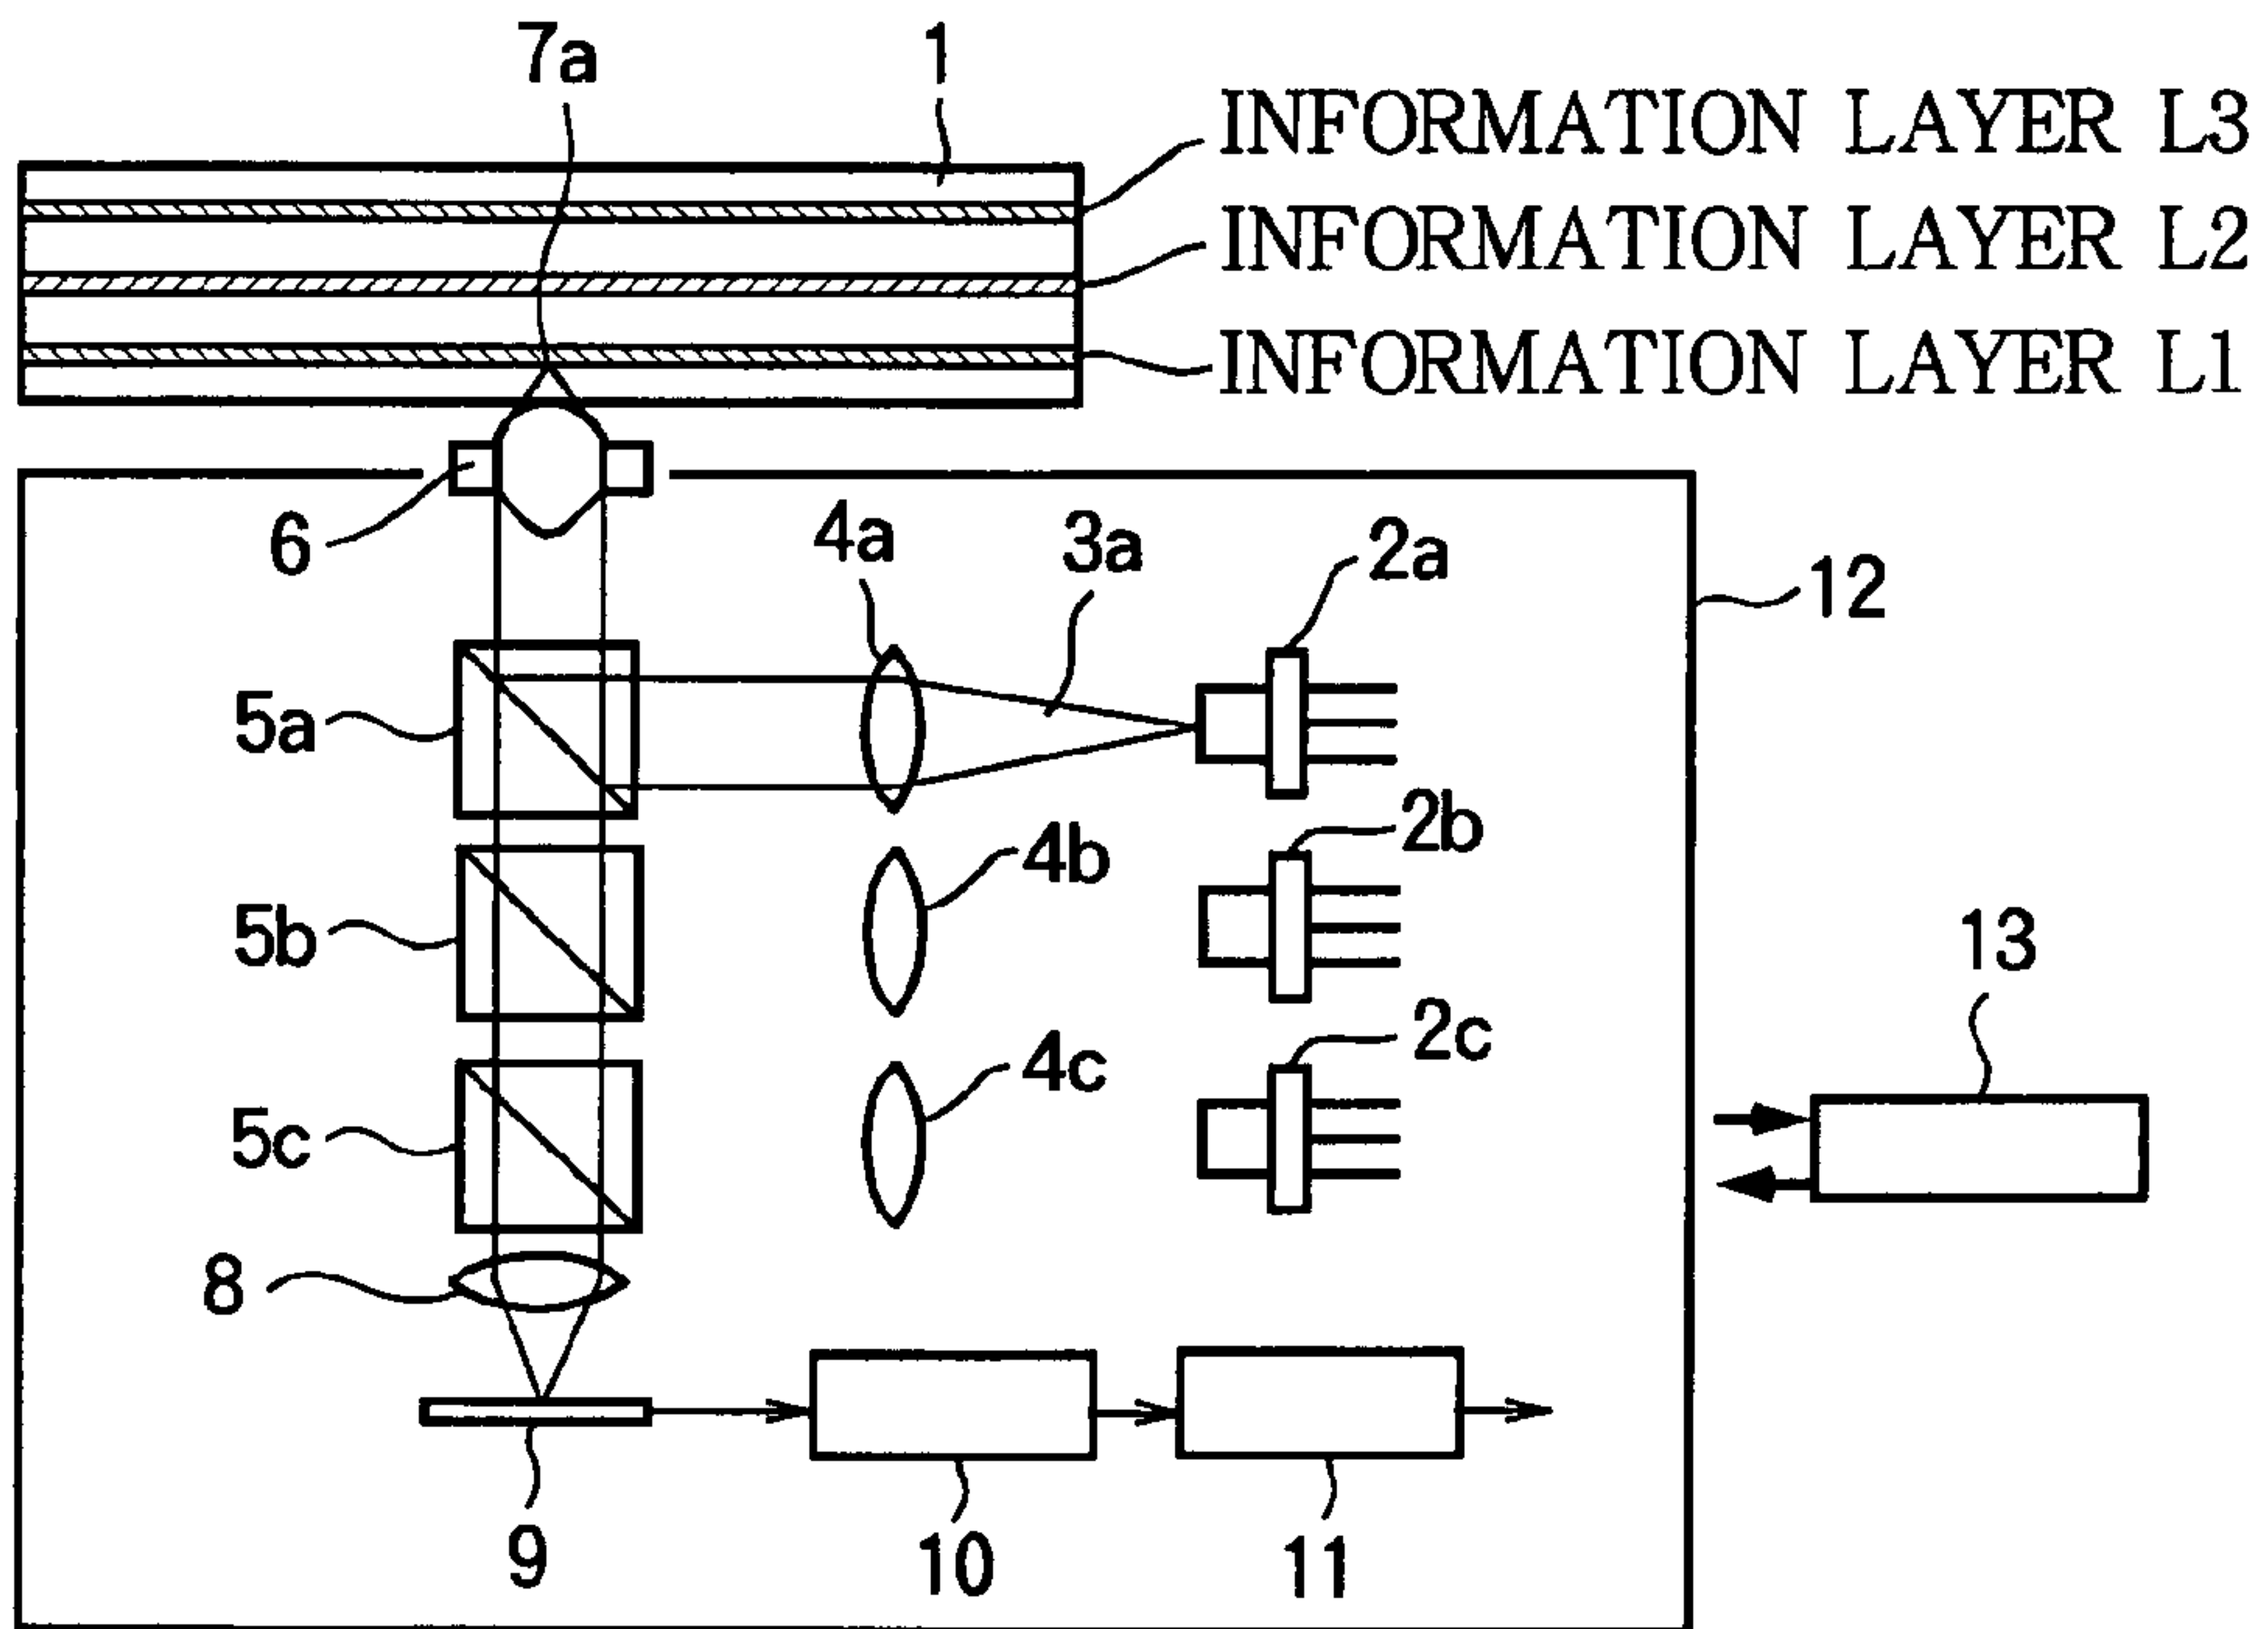 7a
1
INFORMATION LAYER L3
INFORMATION LAYER L2
INFORMATION LAYER L1
6
4a
3a
2a
12
5a
2b
4b
5b
13
2c
4c
5c
8
9
10
11